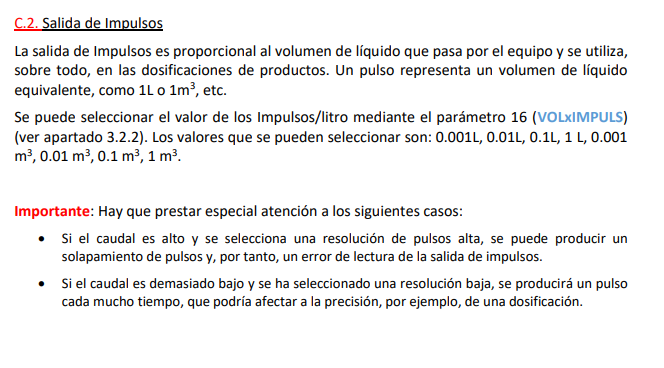 C.2. Salida de Impulsos
La salida de Impulsos es proporcional al volumen de líquido que pasa por el equipo y se utiliza,
sobre todo, en las dosificaciones de productos. Un pulso representa un volumen de líquido
equivalente, como 1L o 1m³, etc.
Se puede seleccionar el valor de los Impulsos/litro mediante el parámetro 16 (VOLxIMPULS)
(ver apartado 3.2.2). Los valores que se pueden seleccionar son: 0.001L, 0.01L, 0.1L, 1 L, 0.001
m³, 0.01 m³, 0.1 m³, 1 m³.
Importante: Hay que prestar especial atención a los siguientes casos:
• Si el caudal es alto y se selecciona una resolución de pulsos alta, se puede producir un
solapamiento de pulsos y, por tanto, un error de lectura de la salida de impulsos.
• Si el caudal es demasiado bajo y se ha seleccionado una resolución baja, se producirá un pulso
cada mucho tiempo, que podría afectar a la precisión, por ejemplo, de una dosificación.